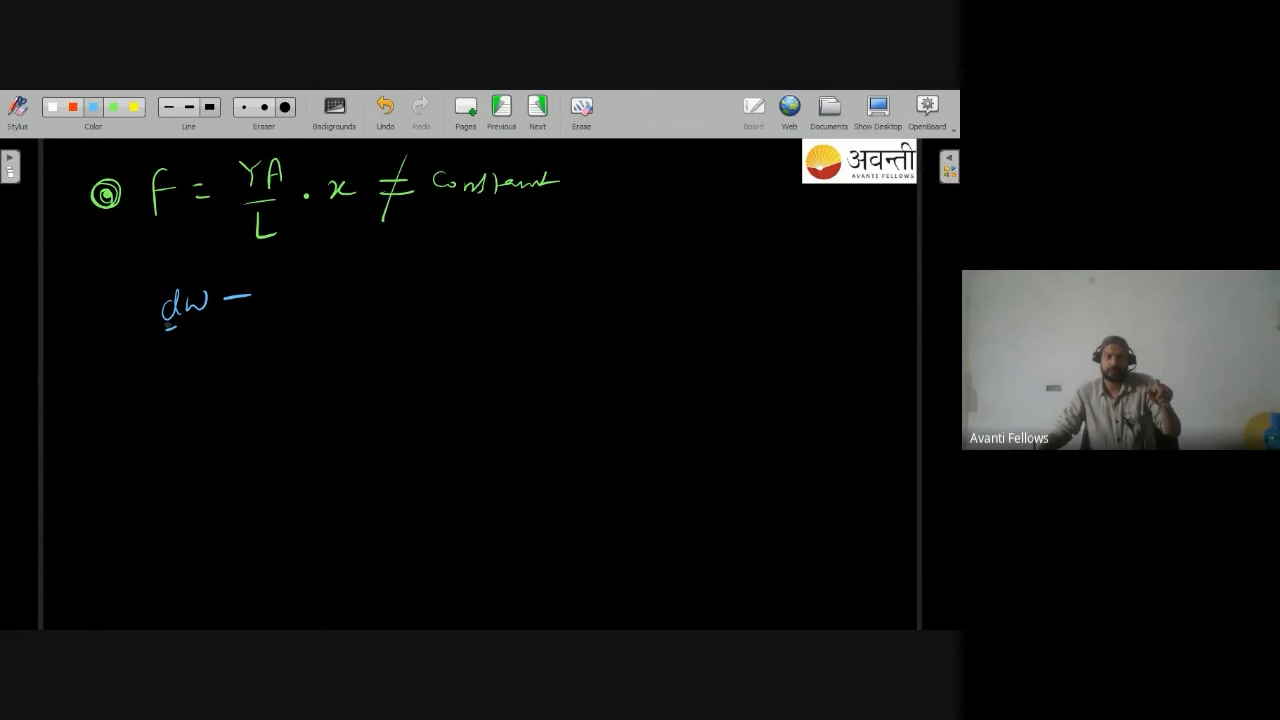 Stylus
Color
Line
Eraser
Backgrounds
Undo
Redo
Pages
Previous
Next
Erase
Board
Web
Documents
Show Desktop
OpenBoard
अवन्ती
AVANTI FELLOWS
F = YA/L · x ≠ Constant
dw —
Avanti Fellows